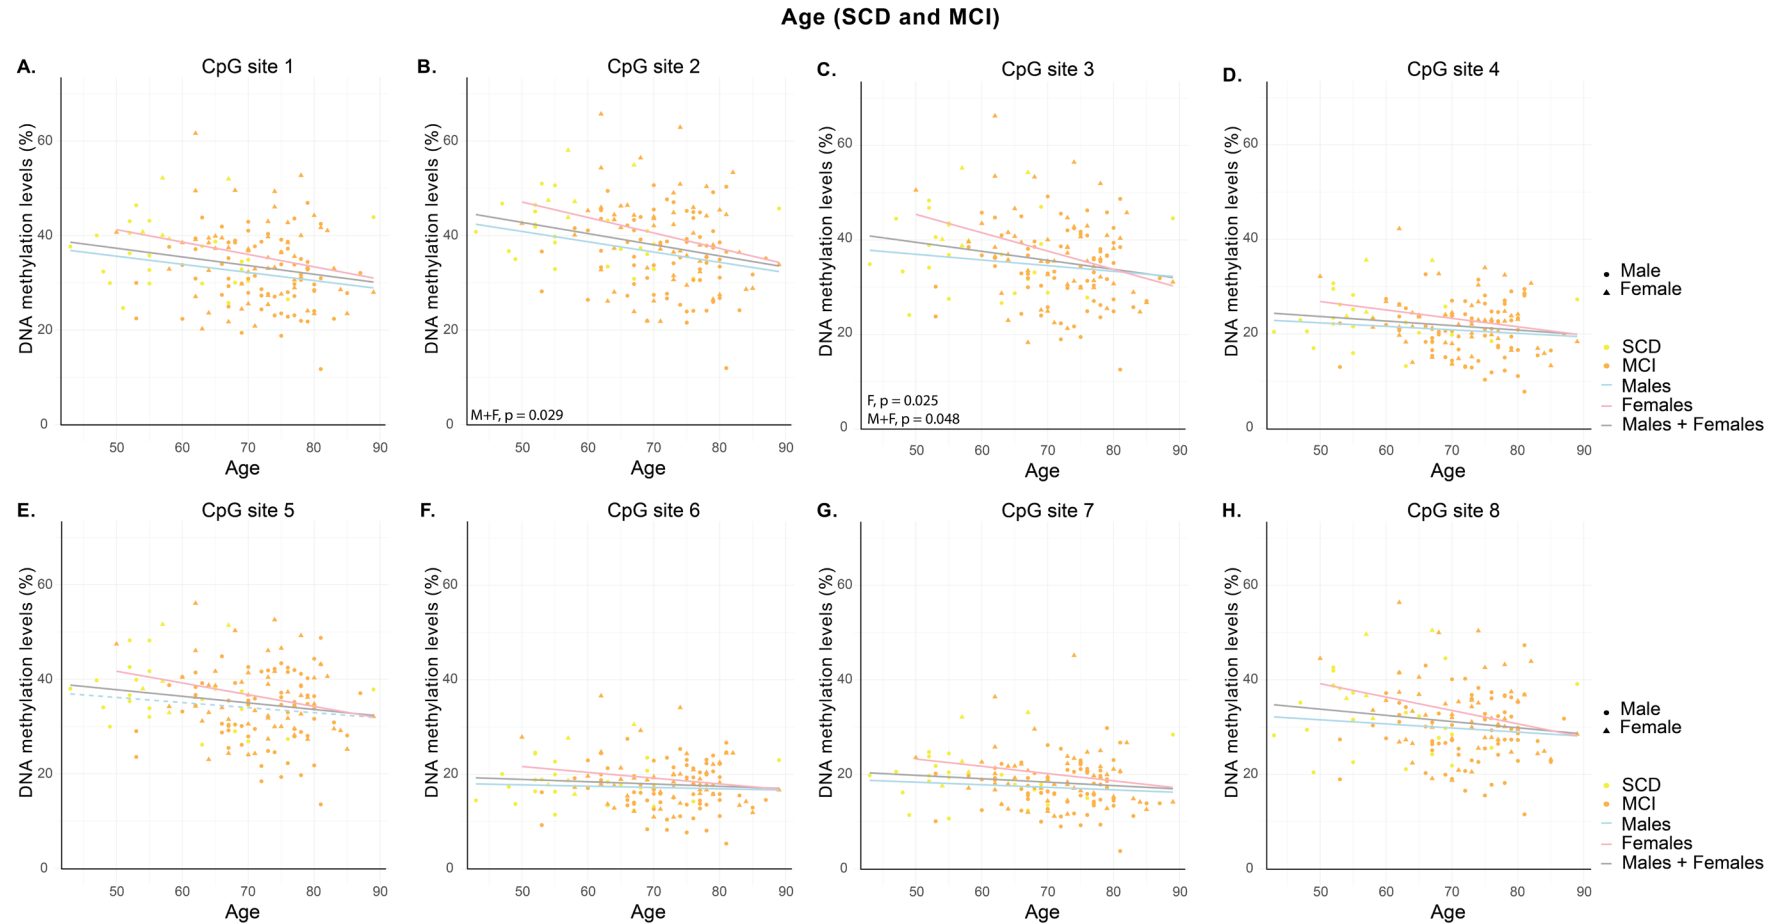 Age (SCD and MCI)
A.
CpG site 1
DNA methylation levels (%)
60
40
20
0
50 60 70 80 90
Age
B.
CpG site 2
DNA methylation levels (%)
60
40
20
0
M+F, p = 0.029
50 60 70 80 90
Age
C.
CpG site 3
DNA methylation levels (%)
60
40
20
0
F, p = 0.025
M+F, p = 0.048
50 60 70 80 90
Age
D.
CpG site 4
DNA methylation levels (%)
60
40
20
0
50 60 70 80 90
Age
Male
Female
SCD
MCI
Males
Females
Males + Females
E.
CpG site 5
DNA methylation levels (%)
60
40
20
0
50 60 70 80 90
Age
F.
CpG site 6
DNA methylation levels (%)
60
40
20
0
50 60 70 80 90
Age
G.
CpG site 7
DNA methylation levels (%)
60
40
20
0
50 60 70 80 90
Age
H.
CpG site 8
DNA methylation levels (%)
60
40
20
0
50 60 70 80 90
Age
Male
Female
SCD
MCI
Males
Females
Males + Females